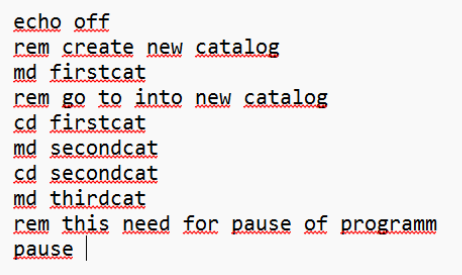 echo off
rem create new catalog
md firstcat
rem go to into new catalog
cd firstcat
md secondcat
cd secondcat
md thirdcat
rem this need for pause of programm
pause